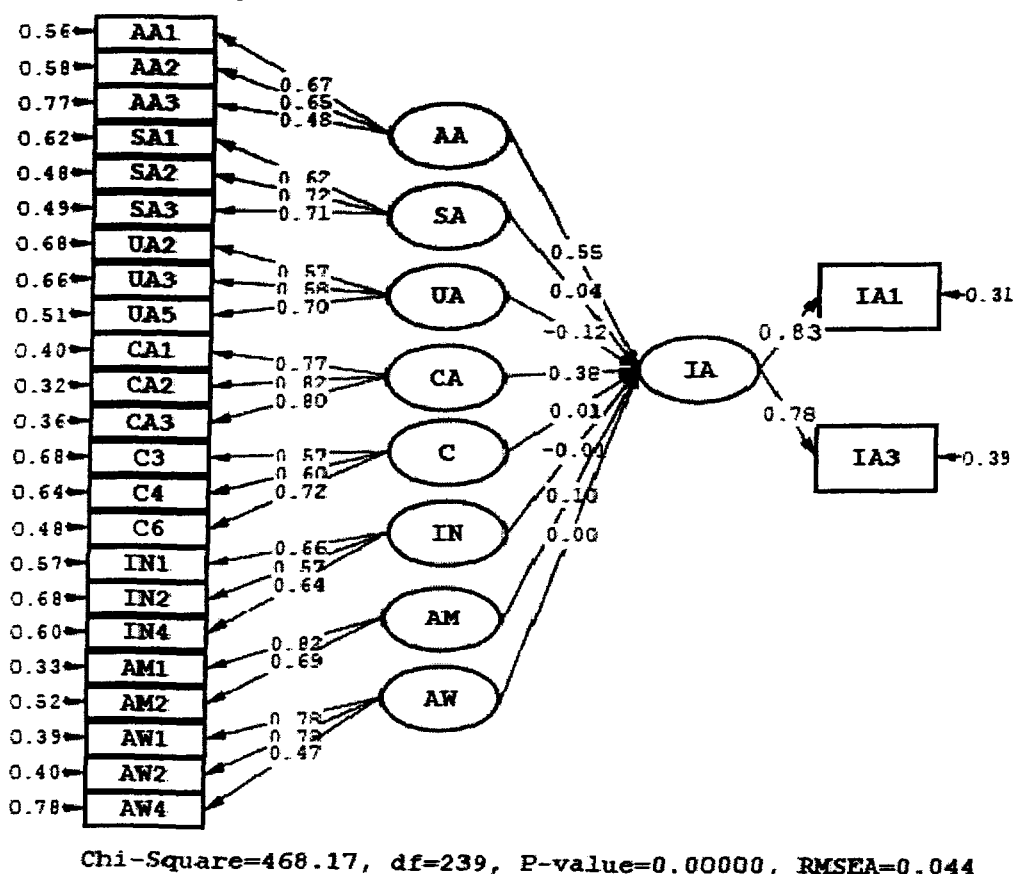 0.56 AA1
0.58 AA2
0.77 AA3
0.62 SA1
0.48 SA2
0.49 SA3
0.68 UA2
0.66 UA3
0.51 UA5
0.40 CA1
0.32 CA2
0.36 CA3
0.68 C3
0.64 C4
0.48 C6
0.57 IN1
0.68 IN2
0.60 IN4
0.33 AM1
0.52 AM2
0.39 AW1
0.40 AW2
0.78 AW4
0.67
0.65
0.48
0.62
0.72
0.71
0.57
0.58
0.70
0.77
0.82
0.80
0.57
0.60
0.72
0.66
0.57
0.64
0.82
0.69
0.78
0.78
0.47
AA
SA
UA
CA
C
IN
AM
AW
0.55
0.04
-0.12
0.38
0.01
0.10
0.00
IA
0.83
0.78
IA1 0.31
IA3 0.39
Chi-Square=468.17, df=239, P-value=0.00000, RMSEA=0.044